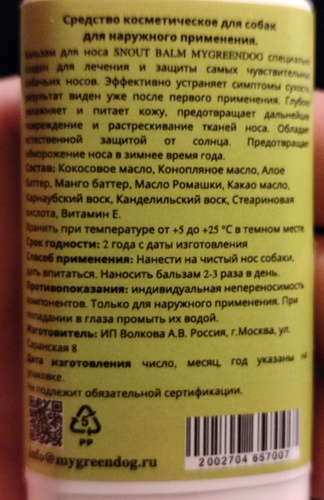 Средство косметическое для собак
для наружного применения.
Бальзам для носа SNOUT BALM MYGREENDOG специально
создан для лечения и защиты самых чувствительных
собачьих носов. Эффективно устраняет симптомы сухости,
результат виден уже после первого применения. Глубоко
увлажняет и питает кожу, предотвращает дальнейшее
повреждение и растрескивание тканей носа. Обладает
естественной защитой от солнца. Предотвращает
обморожение носа в зимнее время года.
Состав: Кокосовое масло, Конопляное масло, Алое
баттер, Манго баттер, Масло Ромашки, Какао масло,
Карнаубский воск, Канделильский воск, Стеариновая
кислота, Витамин Е.
Хранить при температуре от +5 до +25 °С в темном месте.
Срок годности: 2 года с даты изготовления
Способ применения: Нанести на чистый нос собаки,
дать впитаться. Наносить бальзам 2-3 раза в день.
Противопоказания: индивидуальная непереносимость
компонентов. Только для наружного применения. При
попадании в глаза промыть их водой.
Изготовитель: ИП Волкова А.В. Россия, г.Москва, ул.
Саранская 8
Дата изготовления число, месяц, год указаны на
упаковке.
Не подлежит обязательной сертификации.
5
PP
info@mygreendog.ru
2002704 657007